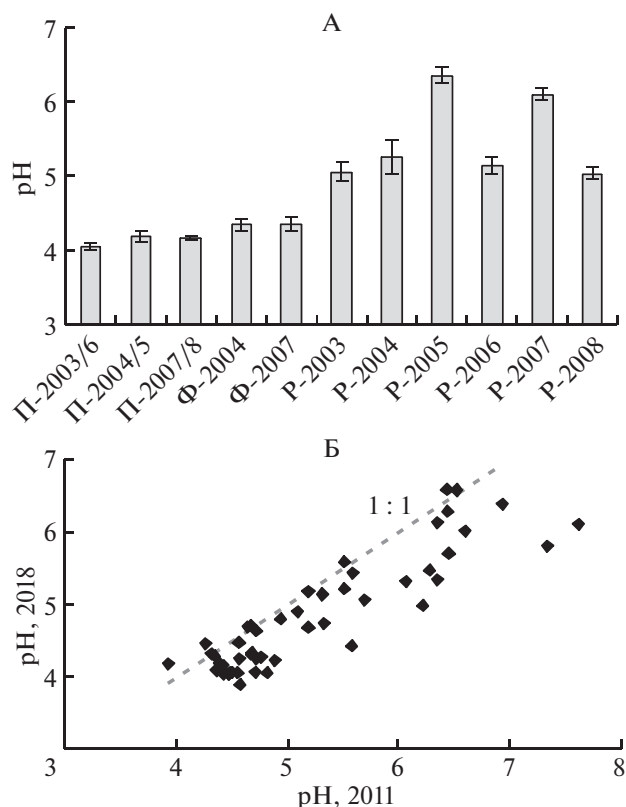 А
7
6
5
4
3
pH
П-2003/6
П-2004/5
П-2007/8
Ф-2004
Ф-2007
Р-2003
Р-2004
Р-2005
Р-2006
Р-2007
Р-2008
Б
7
6
5
4
3
pH, 2018
1 : 1
3 4 5 6 7 8
pH, 2011